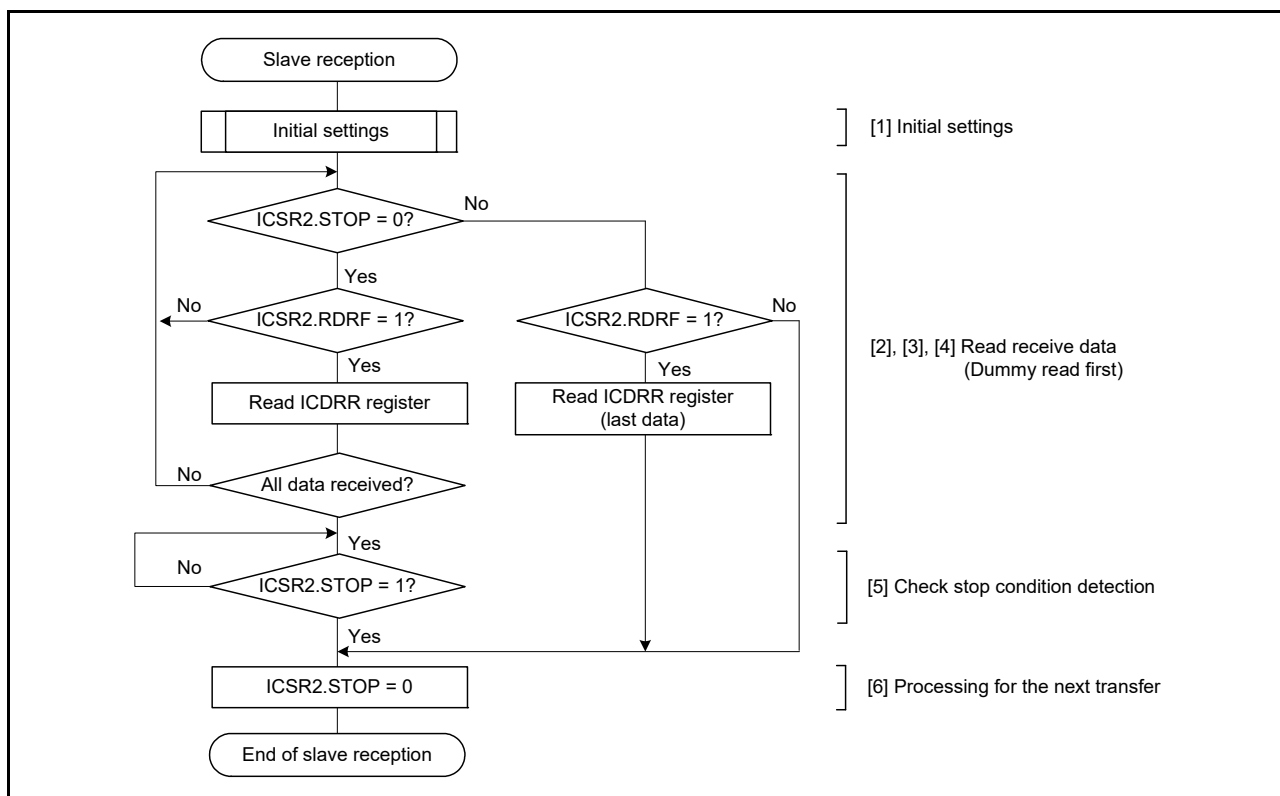 Slave reception
Initial settings
[1] Initial settings
ICSR2.STOP = 0?
No
Yes
No
ICSR2.RDRF = 1?
ICSR2.RDRF = 1?
No
[2], [3], [4] Read receive data
(Dummy read first)
Yes
Yes
Read ICDRR register
Read ICDRR register
(last data)
No
All data received?
Yes
No
ICSR2.STOP = 1?
[5] Check stop condition detection
Yes
ICSR2.STOP = 0
[6] Processing for the next transfer
End of slave reception